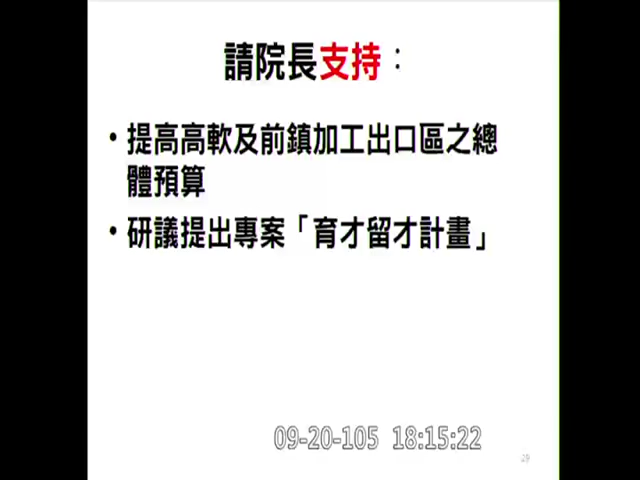 請院長支持：
• 提高高軟及前鎮加工出口區之總
體預算
• 研議提出專案「育才留才計畫」
09-20-105 18:15:22